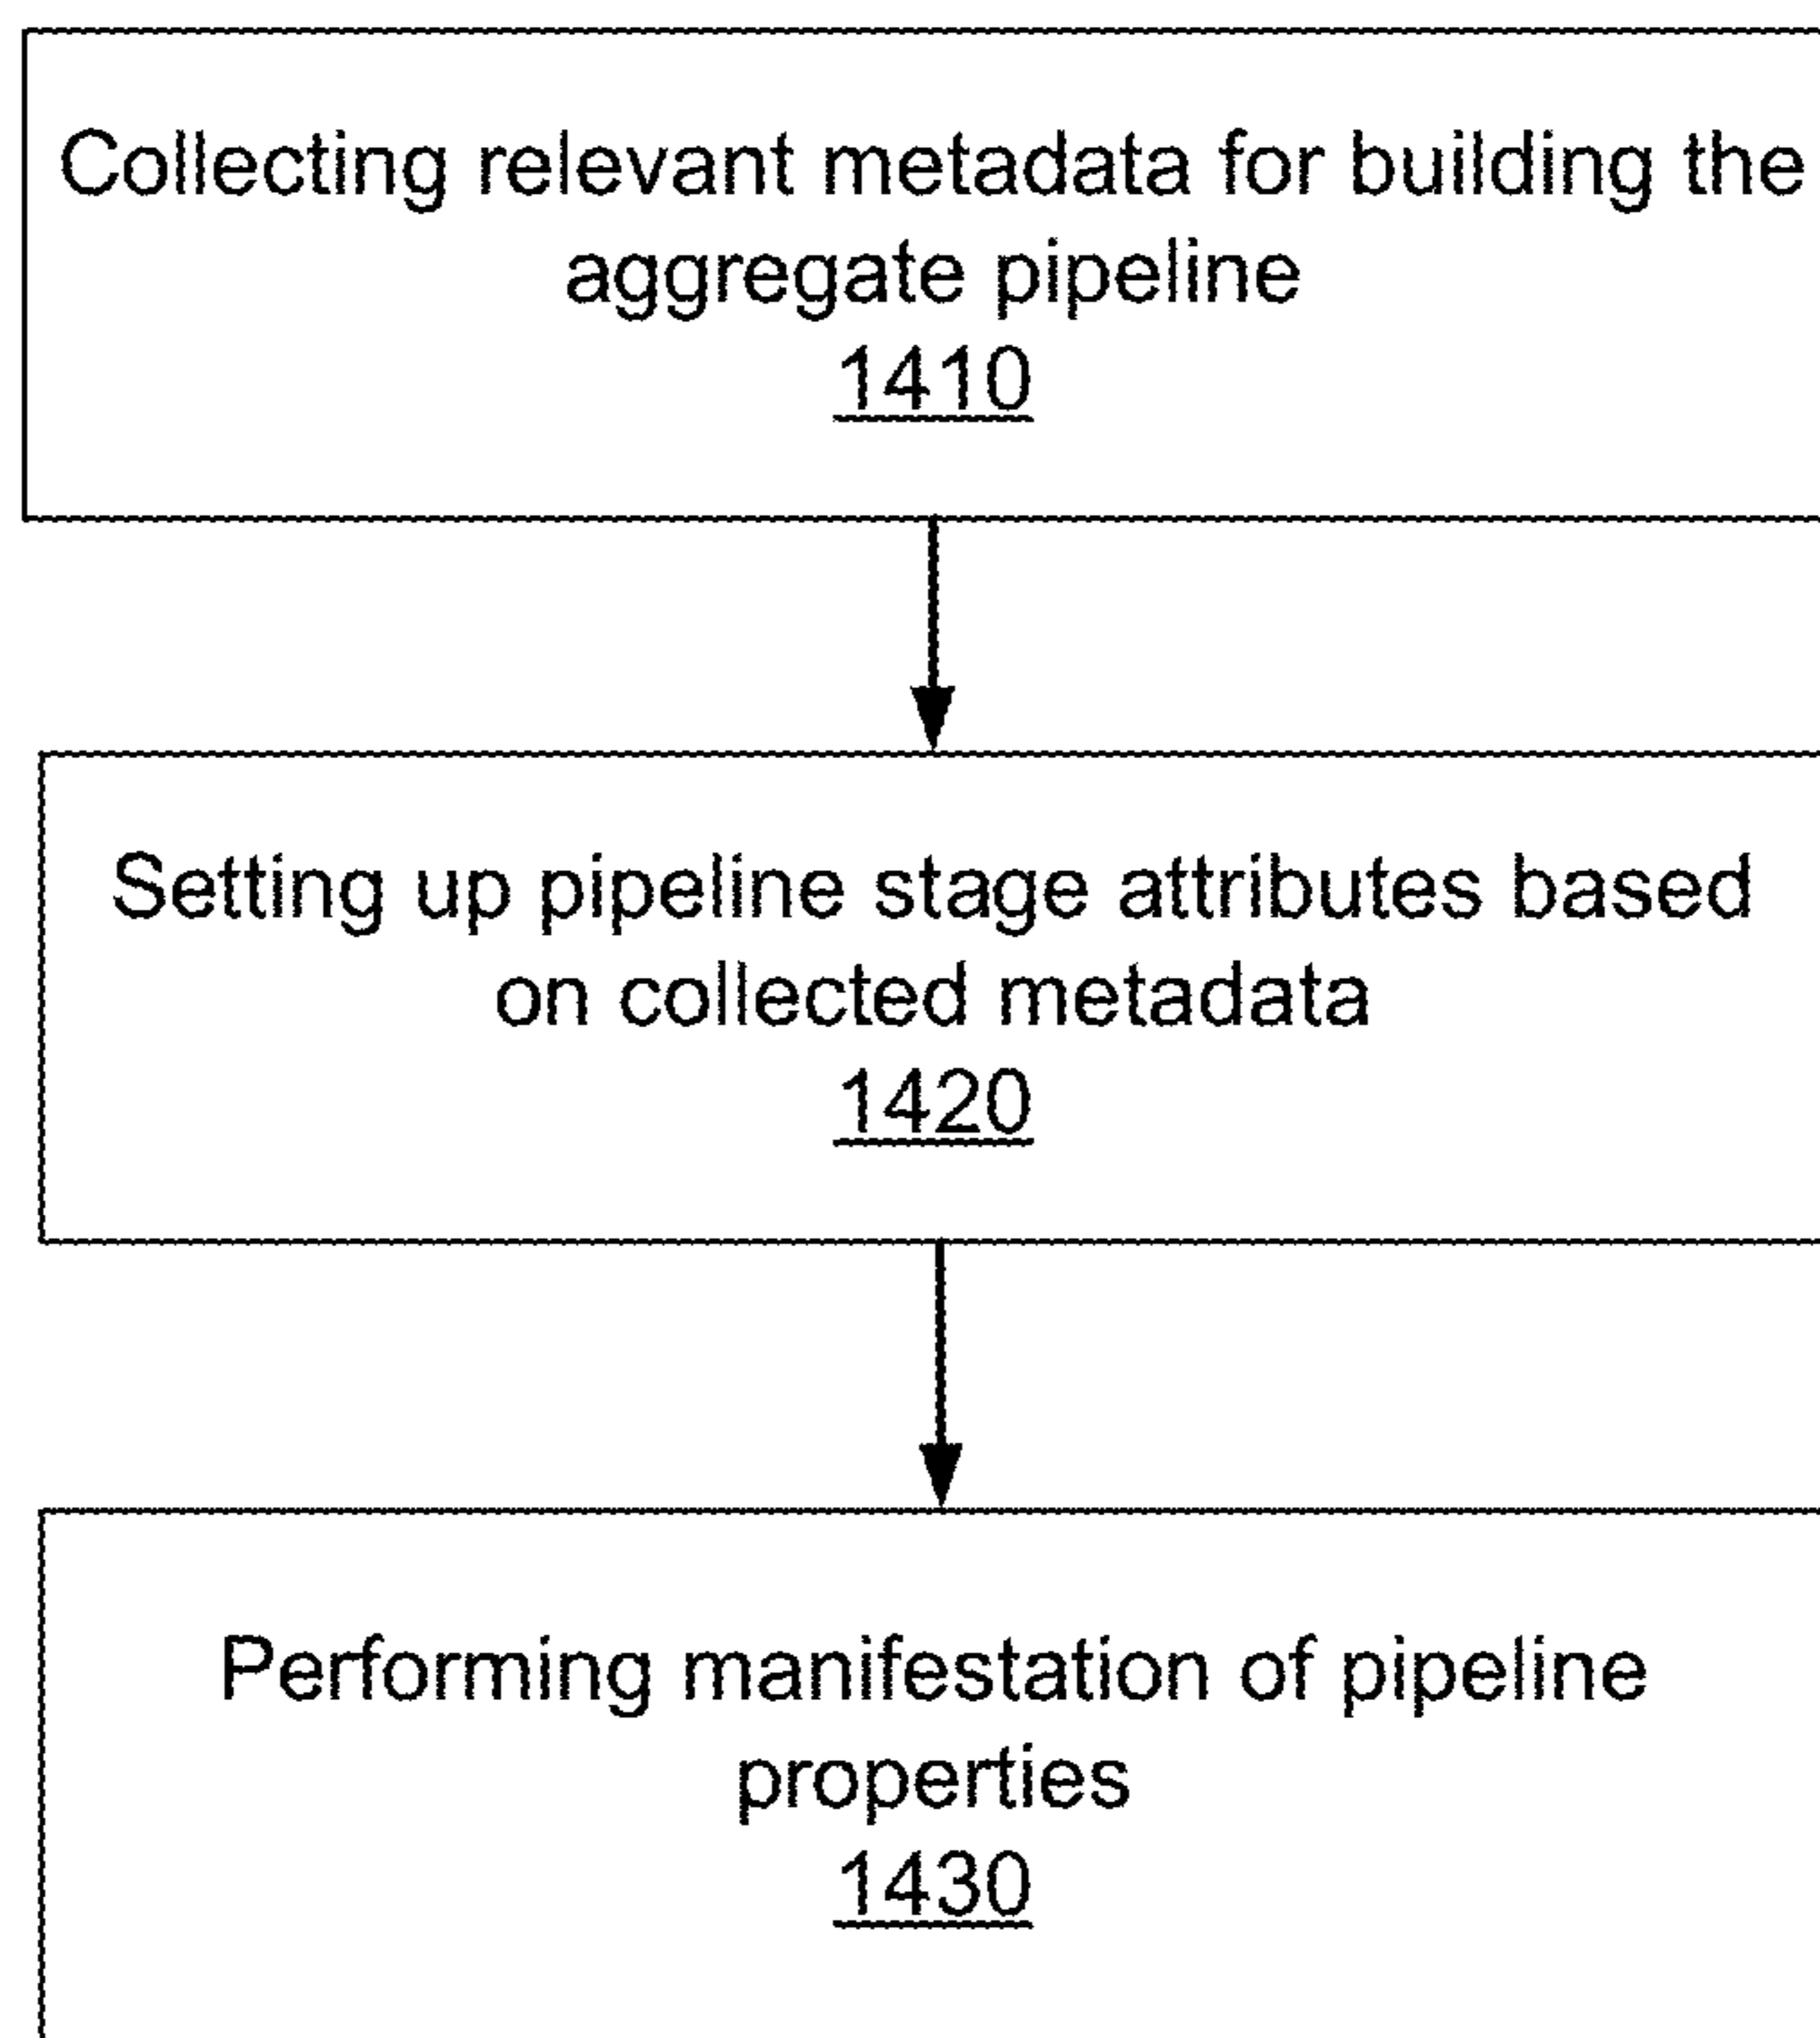 Collecting relevant metadata for building the
aggregate pipeline
1410
Setting up pipeline stage attributes based
on collected metadata
1420
Performing manifestation of pipeline
properties
1430